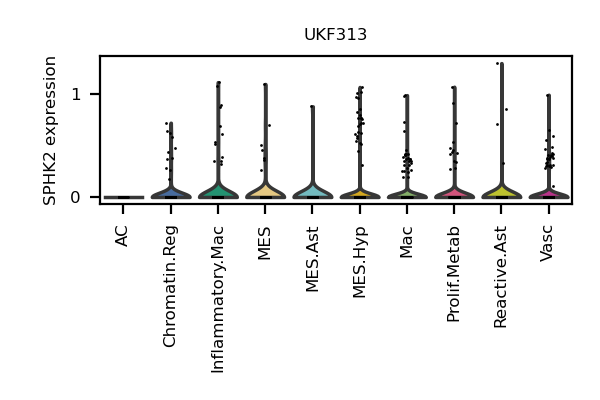 UKF313
SPHK2 expression
1
0
AC
Chromatin.Reg
Inflammatory.Mac
MES
MES.Ast
MES.Hyp
Mac
Prolif.Metab
Reactive.Ast
Vasc